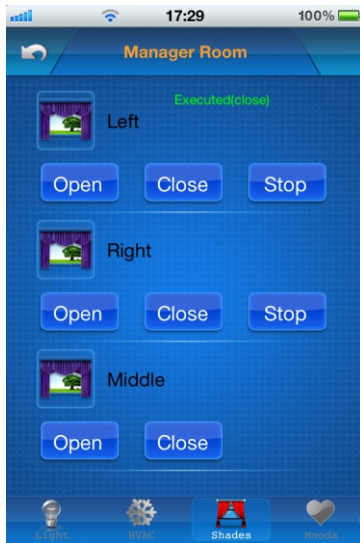 17:29 100%
Manager Room
Executed(close)
Left
Open Close Stop
Right
Open Close Stop
Middle
Open Close
Light HVAC Shades Moods